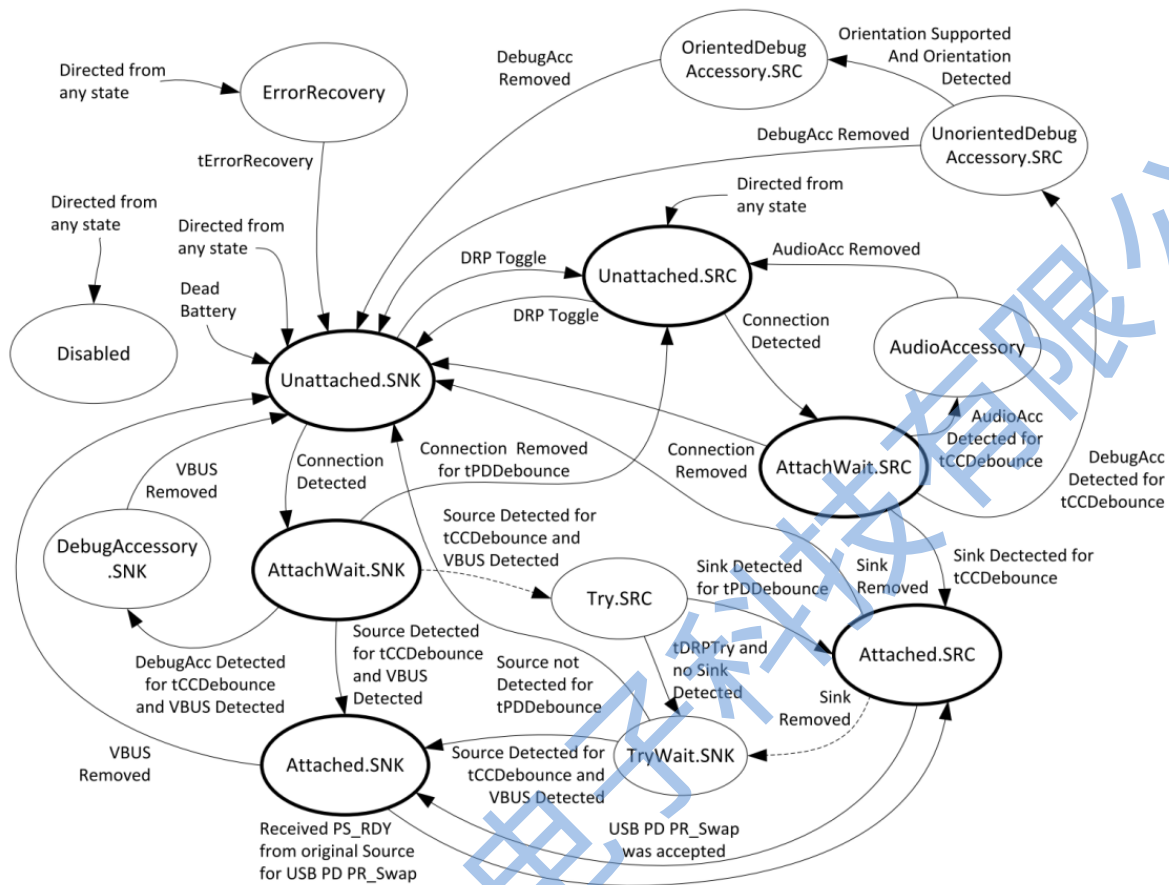 Directed from
any state
ErrorRecovery
tErrorRecovery
DebugAcc
Removed
OrientedDebug
Accessory.SRC
Orientation Supported
And Orientation
Detected
DebugAcc Removed
UnorientedDebug
Accessory.SRC
Directed from
any state
Directed from
any state
Directed from
any state
Dead
Battery
Disabled
DRP Toggle
DRP Toggle
Unattached.SRC
AudioAcc Removed
Connection
Detected
AudioAccessory
Unattached.SNK
AudioAcc
Detected for
tCCDebounce
DebugAcc
Detected for
tCCDebounce
Connection
Removed
AttachWait.SRC
VBUS
Removed
Connection
Detected
Connection Removed
for tPDDebounce
Source Detected for
tCCDebounce and
VBUS Detected
DebugAccessory
.SNK
AttachWait.SNK
Try.SRC
Sink Detected
for tPDDebounce
Sink
Removed
Sink Dectected for
tCCDebounce
DebugAcc Detected
for tCCDebounce
and VBUS Detected
Source Detected
for tCCDebounce
and VBUS
Detected
Source not
Detected for
tPDDebounce
tDRPTry and
no Sink
Detected
Attached.SRC
Sink
Removed
VBUS
Removed
Attached.SNK
Source Detected for
tCCDebounce and
VBUS Detected
TryWait.SNK
Received PS_RDY
from original Source
for USB PD PR_Swap
USB PD PR_Swap
was accepted
电子科技有限公